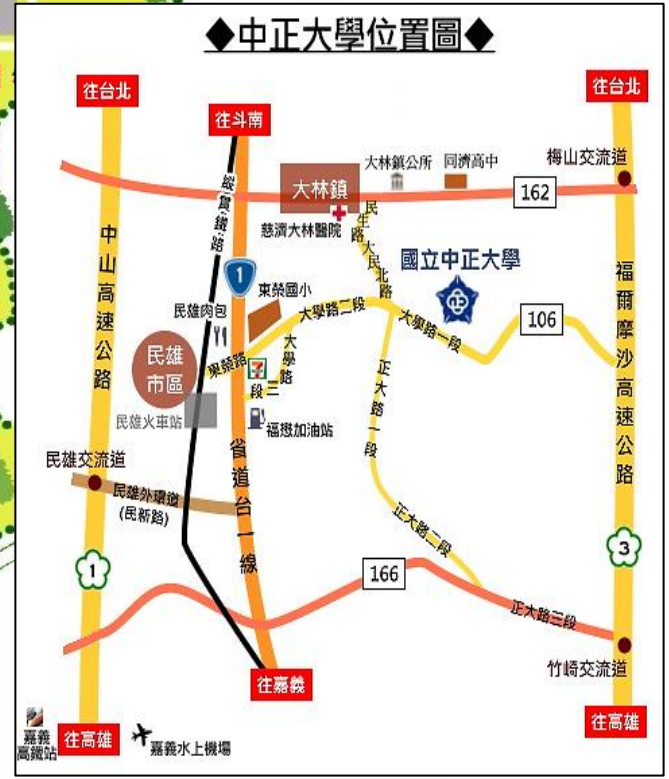 ◆中正大學位置圖◆
往台北
往斗南
往台北
大林鎮公所
同濟高中
梅山交流道
大林鎮
162
慈濟大林醫院
民生路
大民北路
縱貫鐵路
國立中正大學
中山高速公路
1
東榮國小
民雄肉包
大學路二段
大學路一段
106
福爾摩沙高速公路
民雄
市區
東榮路
7
大學路
三段
正大路一段
民雄火車站
福懋加油站
省道台一線
民雄交流道
民雄外環道
(民新路)
正大路二段
1
166
3
正大路三段
竹崎交流道
往嘉義
嘉義
高鐵站
往高雄
嘉義水上機場
往高雄